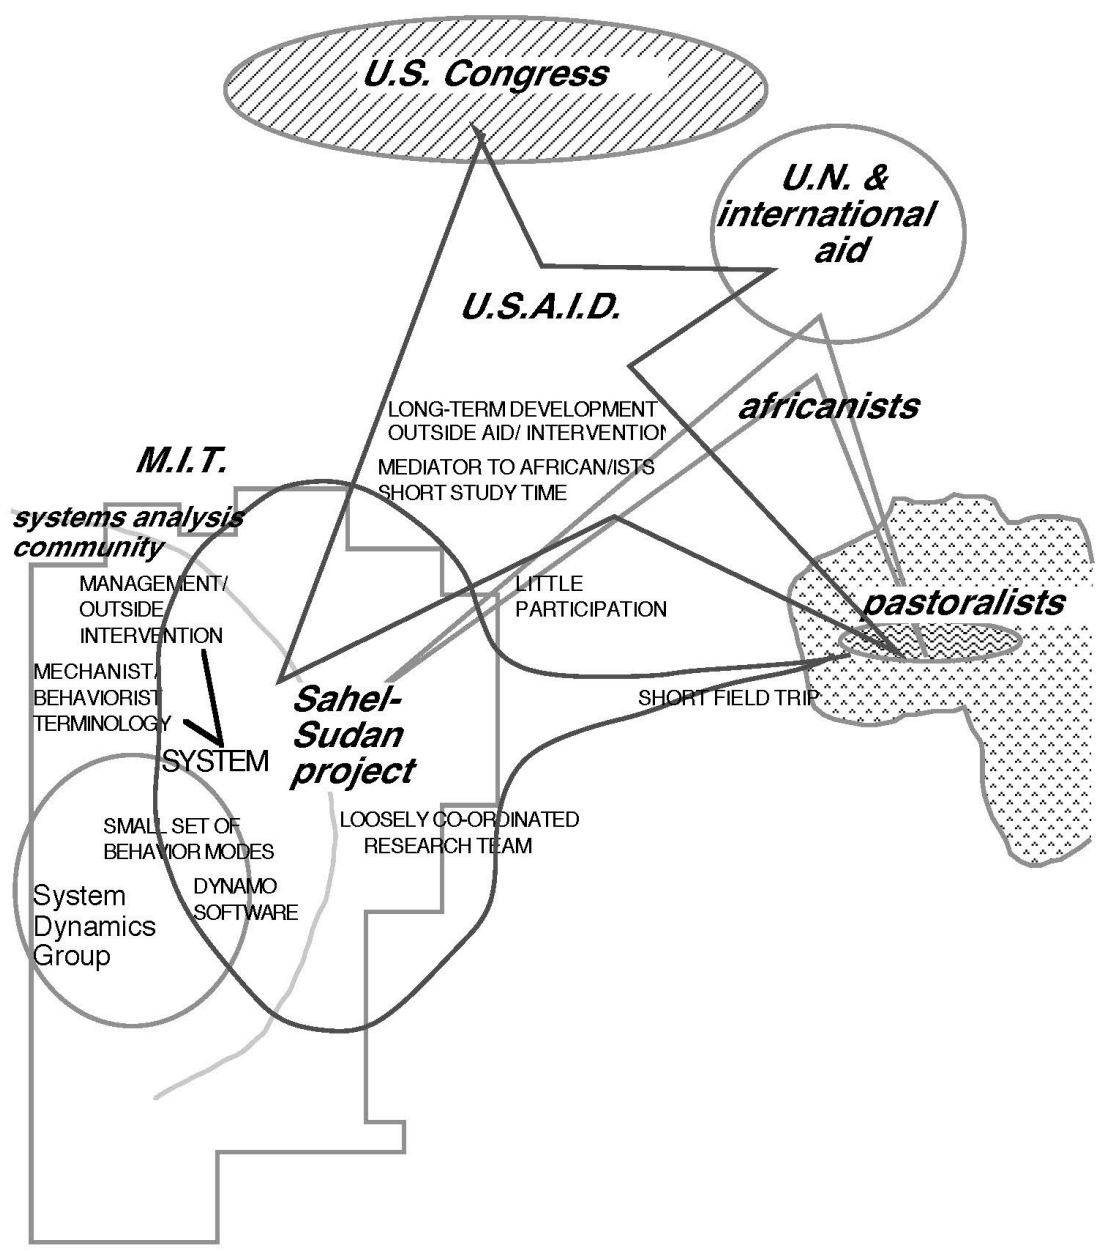 U.S. Congress
U.N. &
international
aid
U.S.A.I.D.
africanists
LONG-TERM DEVELOPMENT
OUTSIDE AID/ INTERVENTION
MEDIATOR TO AFRICAN/ISTS
SHORT STUDY TIME
M.I.T.
systems analysis
community
MANAGEMENT/
OUTSIDE
INTERVENTION
MECHANIST/
BEHAVIORIST
TERMINOLOGY
SYSTEM
LITTLE
PARTICIPATION
pastoralists
SHORT FIELD TRIP
Sahel-
Sudan
project
LOOSELY CO-ORDINATED
RESEARCH TEAM
SMALL SET OF
BEHAVIOR MODES
DYNAMO
SOFTWARE
System
Dynamics
Group